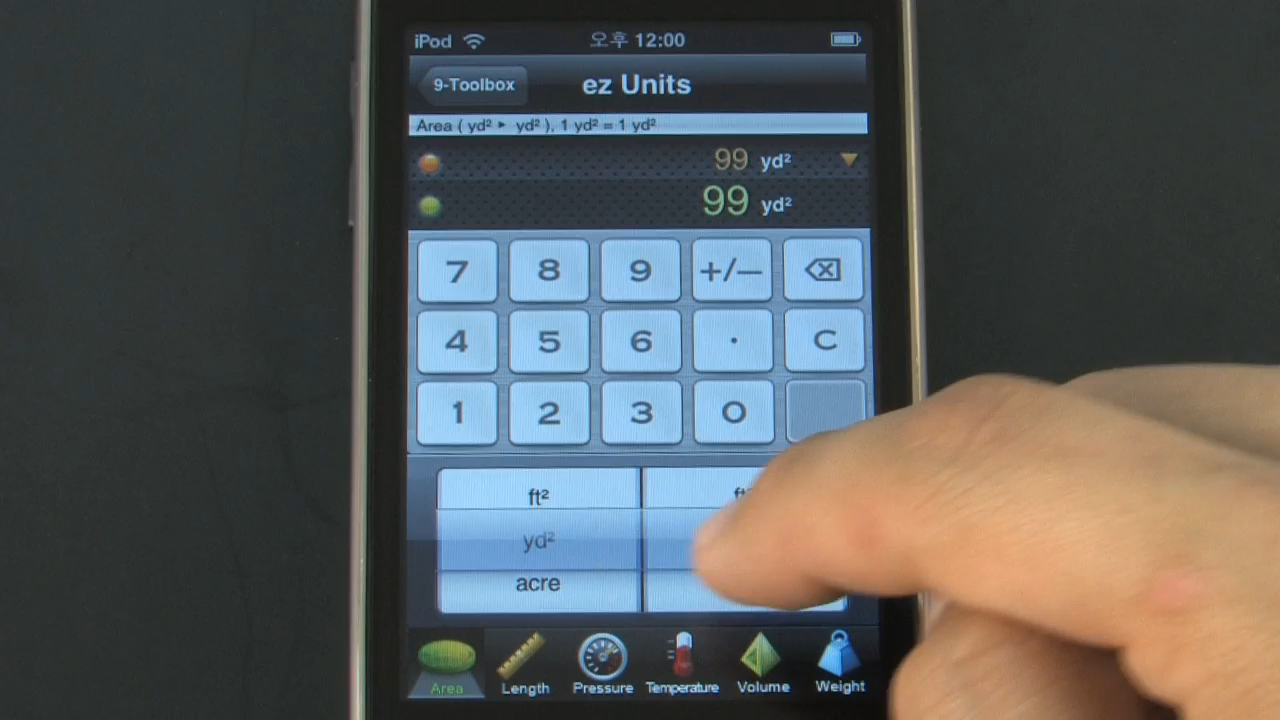 iPod 오후 12:00
9-Toolbox ez Units
Area ( yd² ▸ yd² ), 1 yd² = 1 yd²
99 yd²
99 yd²
7 8 9 +/−
4 5 6 . C
1 2 3 0
ft²
yd²
acre
Area Length Pressure Temperature Volume Weight